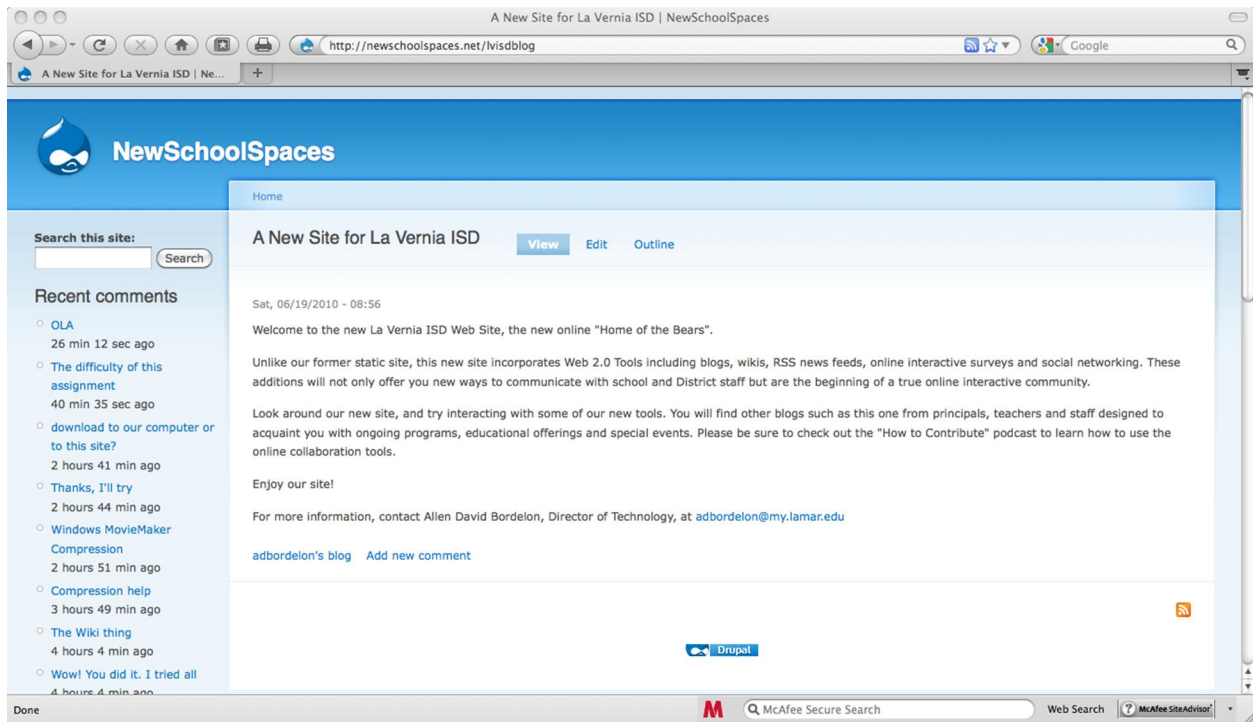 A New Site for La Vernia ISD | NewSchoolSpaces
http://newschoolspaces.net/lvisdblog
Google
A New Site for La Vernia ISD | Ne...
NewSchoolSpaces
Home
Search this site:
Search
Recent comments
OLA
26 min 12 sec ago
The difficulty of this
assignment
40 min 35 sec ago
download to our computer or
to this site?
2 hours 41 min ago
Thanks, I'll try
2 hours 44 min ago
Windows MovieMaker
Compression
2 hours 51 min ago
Compression help
3 hours 49 min ago
The Wiki thing
4 hours 4 min ago
Wow! You did it. I tried all
4 hours 4 min ago
A New Site for La Vernia ISD
View Edit Outline
Sat, 06/19/2010 - 08:56
Welcome to the new La Vernia ISD Web Site, the new online "Home of the Bears".
Unlike our former static site, this new site incorporates Web 2.0 Tools including blogs, wikis, RSS news feeds, online interactive surveys and social networking. These
additions will not only offer you new ways to communicate with school and District staff but are the beginning of a true online interactive community.
Look around our new site, and try interacting with some of our new tools. You will find other blogs such as this one from principals, teachers and staff designed to
acquaint you with ongoing programs, educational offerings and special events. Please be sure to check out the "How to Contribute" podcast to learn how to use the
online collaboration tools.
Enjoy our site!
For more information, contact Allen David Bordelon, Director of Technology, at adbordelon@my.lamar.edu
adbordelon's blog Add new comment
Drupal
Done
McAfee Secure Search
Web Search
McAfee SiteAdvisor